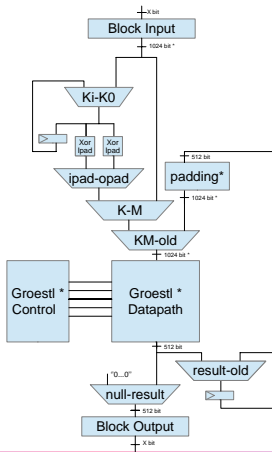 X bit
Block Input
1024 bit *
Ki-K0
Xor
Ipad
Xor
Ipad
512 bit
ipad-opad
padding*
K-M
1024 bit *
KM-old
1024 bit *
Groestl *
Control
Groestl *
Datapath
512 bit
"0...0"
result-old
null-result
512 bit
Block Output
X bit